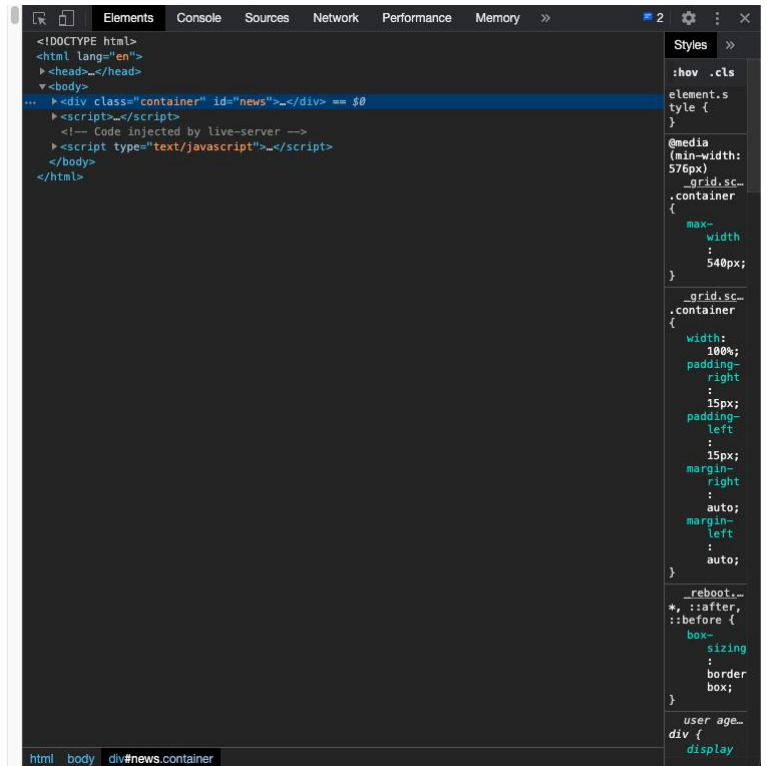 Elements Console Sources Network Performance Memory » 2
<!DOCTYPE html>
<html lang="en">
<head>…</head>
<body>
... <div class="container" id="news">…</div> == $0
<script>…</script>
<!-- Code injected by live-server -->
<script type="text/javascript">…</script>
</body>
</html>
html body div#news.container
Styles »
:hov .cls
element.s
tyle {
}
@media
(min-width:
576px)
_grid.sc…
.container
{
max-
width
:
540px;
}
_grid.sc…
.container
{
width:
100%;
padding-
right
:
15px;
padding-
left
:
15px;
margin-
right
:
auto;
margin-
left
:
auto;
}
_reboot.…
*, ::after,
::before {
box-
sizing
:
border
box;
}
user age…
div {
display